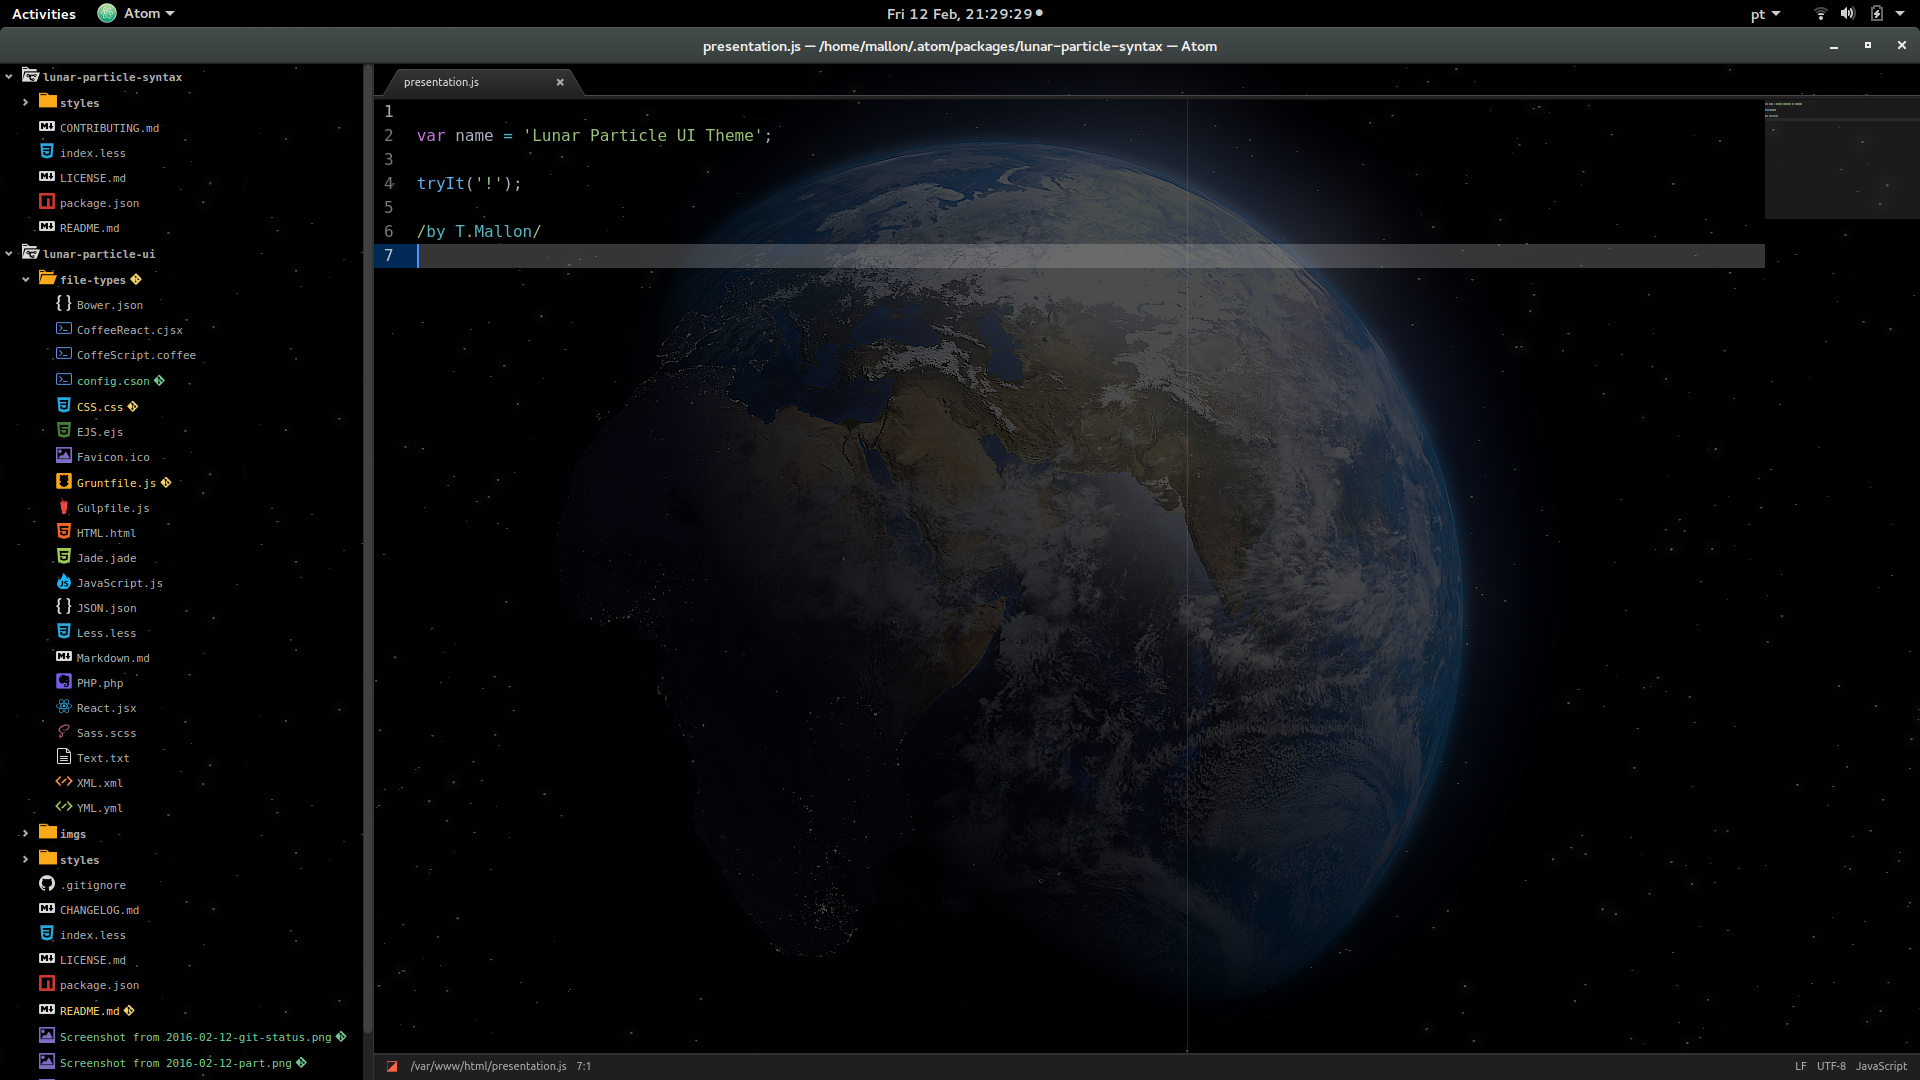 Activities Atom Fri 12 Feb, 21:29:29 pt
presentation.js — /home/mallon/.atom/packages/lunar-particle-syntax — Atom
lunar-particle-syntax
styles
CONTRIBUTING.md
index.less
LICENSE.md
package.json
README.md
lunar-particle-ui
file-types
Bower.json
CoffeeReact.cjsx
CoffeScript.coffee
config.cson
CSS.css
EJS.ejs
Favicon.ico
Gruntfile.js
Gulpfile.js
HTML.html
Jade.jade
JavaScript.js
JSON.json
Less.less
Markdown.md
PHP.php
React.jsx
Sass.scss
Text.txt
XML.xml
YML.yml
imgs
styles
.gitignore
CHANGELOG.md
index.less
LICENSE.md
package.json
README.md
Screenshot from 2016-02-12-git-status.png
Screenshot from 2016-02-12-part.png
presentation.js
1
2 var name = 'Lunar Particle UI Theme';
3
4 tryIt('!');
5
6 /by T.Mallon/
7
/var/www/html/presentation.js 7:1 LF UTF-8 JavaScript